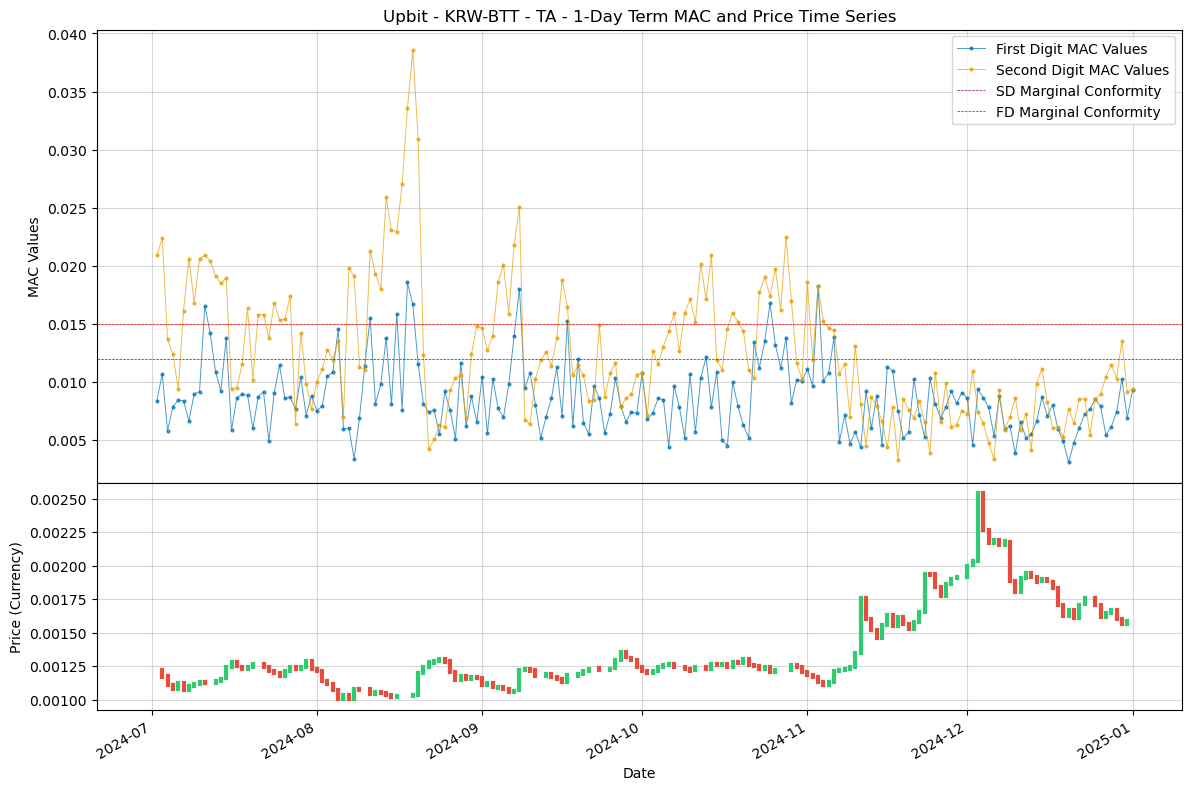 Upbit - KRW-BTT - TA - 1-Day Term MAC and Price Time Series
First Digit MAC Values
Second Digit MAC Values
SD Marginal Conformity
FD Marginal Conformity
MAC Values
0.040
0.035
0.030
0.025
0.020
0.015
0.010
0.005
Price (Currency)
0.00250
0.00225
0.00200
0.00175
0.00150
0.00125
0.00100
2024-07
2024-08
2024-09
2024-10
2024-11
2024-12
2025-01
Date